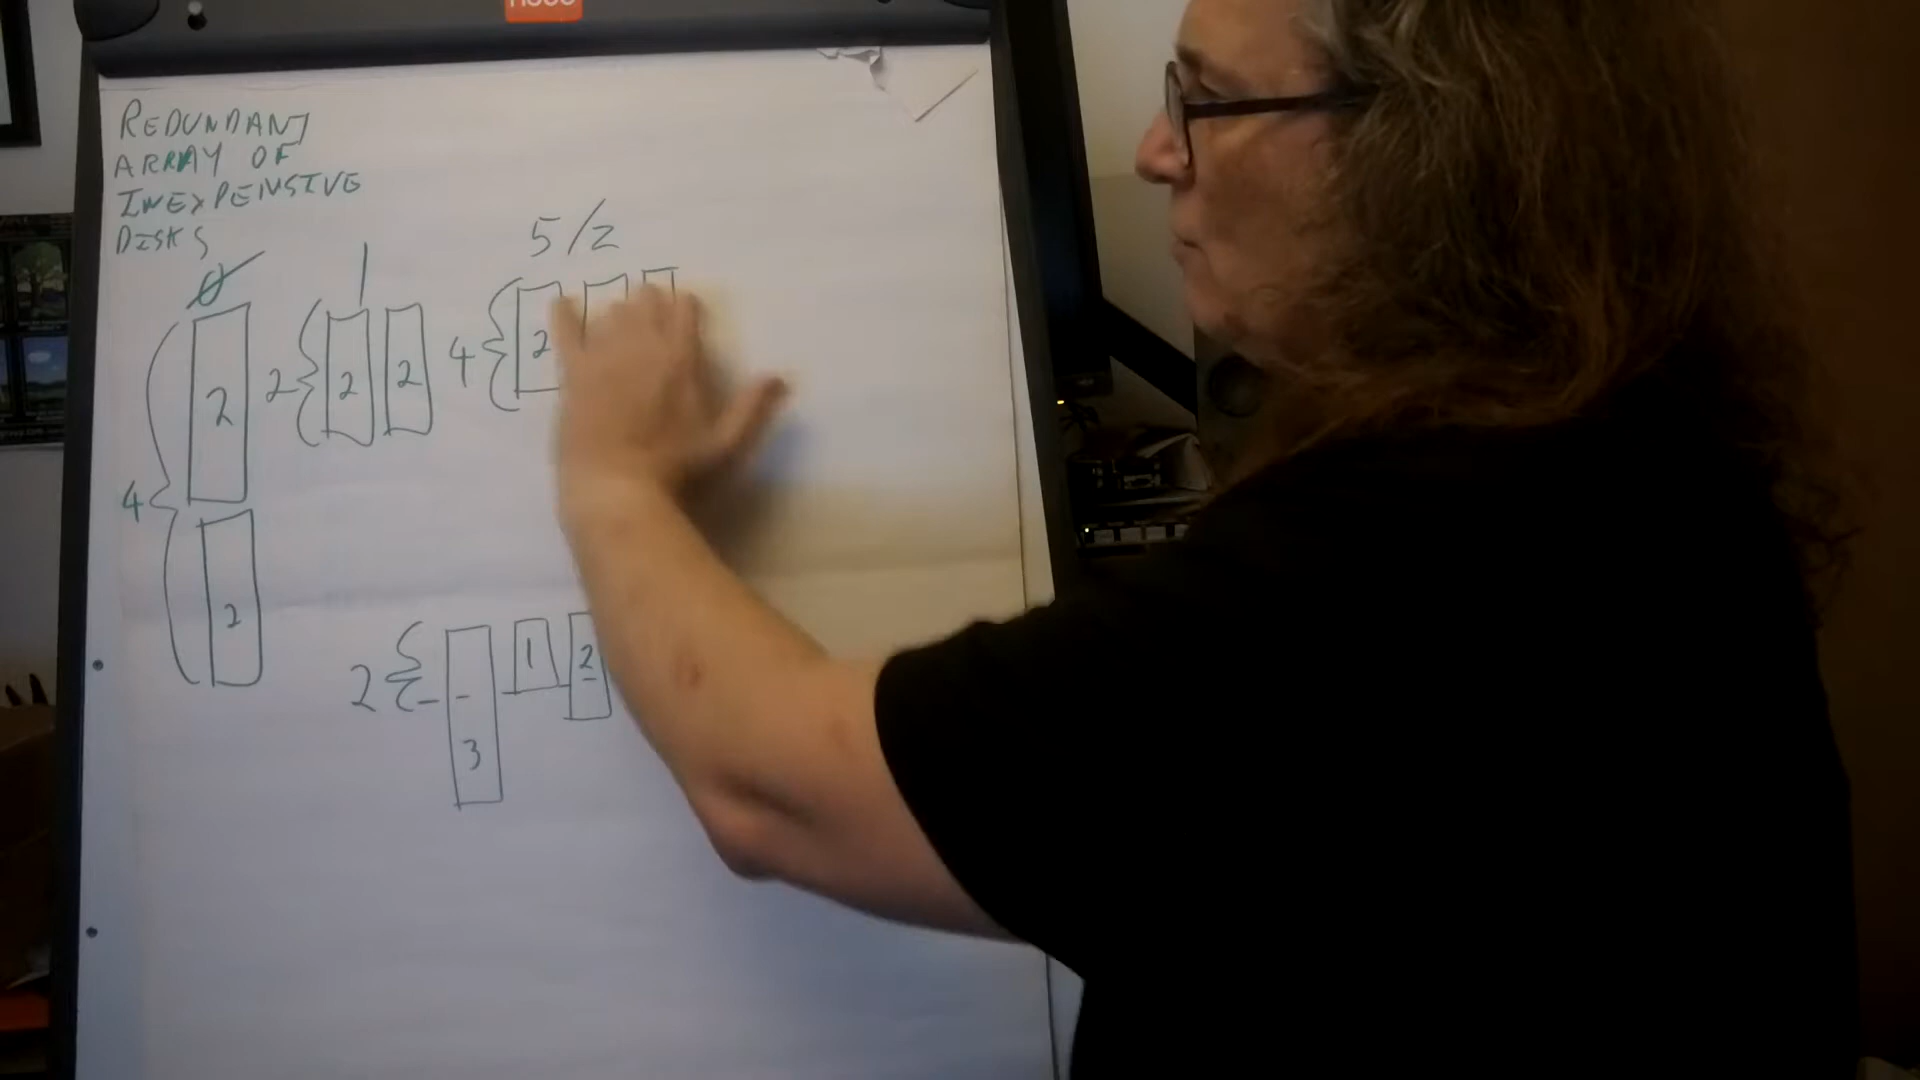 REDUNDANT
ARRAY OF
INEXPENSIVE
DISKS
5/2
0 1
2 2 2 2 4 2
4
2
2 1 2
3